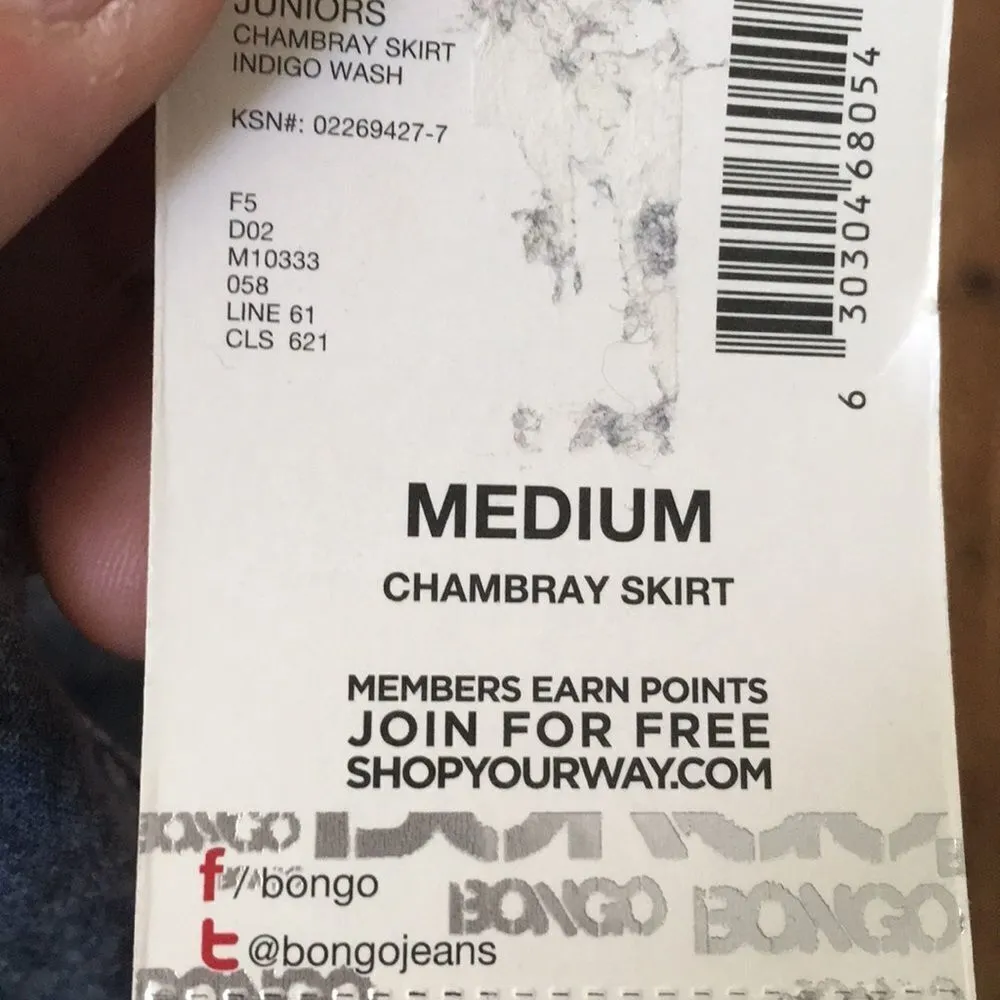 JUNIORS
CHAMBRAY SKIRT
INDIGO WASH
KSN#: 02269427-7
F5
D02
M10333
058
LINE 61
CLS 621
6 30304 68054
MEDIUM
CHAMBRAY SKIRT
MEMBERS EARN POINTS
JOIN FOR FREE
SHOPYOURWAY.COM
BONGO
f/bongo
BONGO BONGO
t @bongojeans